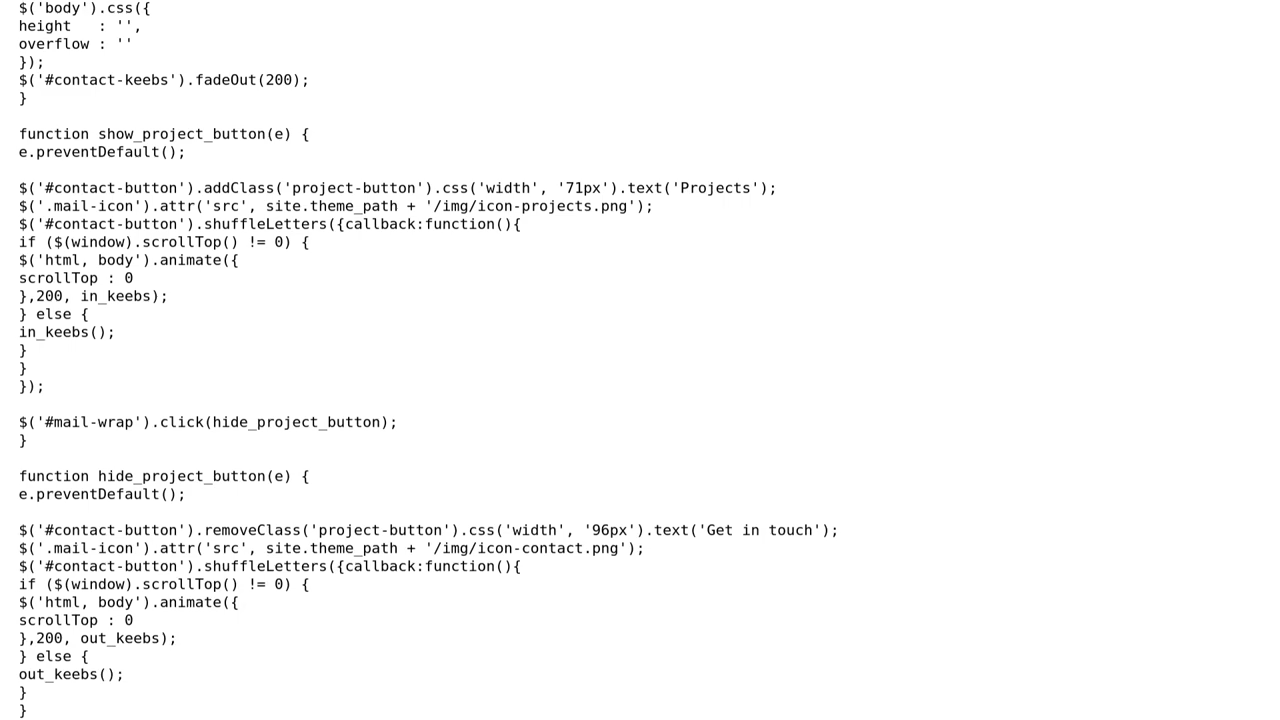 $('body').css({
height   : '',
overflow : ''
});
$('#contact-keebs').fadeOut(200);
}

function show_project_button(e) {
e.preventDefault();

$('#contact-button').addClass('project-button').css('width', '71px').text('Projects');
$('.mail-icon').attr('src', site.theme_path + '/img/icon-projects.png');
$('#contact-button').shuffleLetters({callback:function(){
if ($(window).scrollTop() != 0) {
$('html, body').animate({
scrollTop : 0
},200, in_keebs);
} else {
in_keebs();
}
}
});

$('#mail-wrap').click(hide_project_button);
}

function hide_project_button(e) {
e.preventDefault();

$('#contact-button').removeClass('project-button').css('width', '96px').text('Get in touch');
$('.mail-icon').attr('src', site.theme_path + '/img/icon-contact.png');
$('#contact-button').shuffleLetters({callback:function(){
if ($(window).scrollTop() != 0) {
$('html, body').animate({
scrollTop : 0
},200, out_keebs);
} else {
out_keebs();
}
}